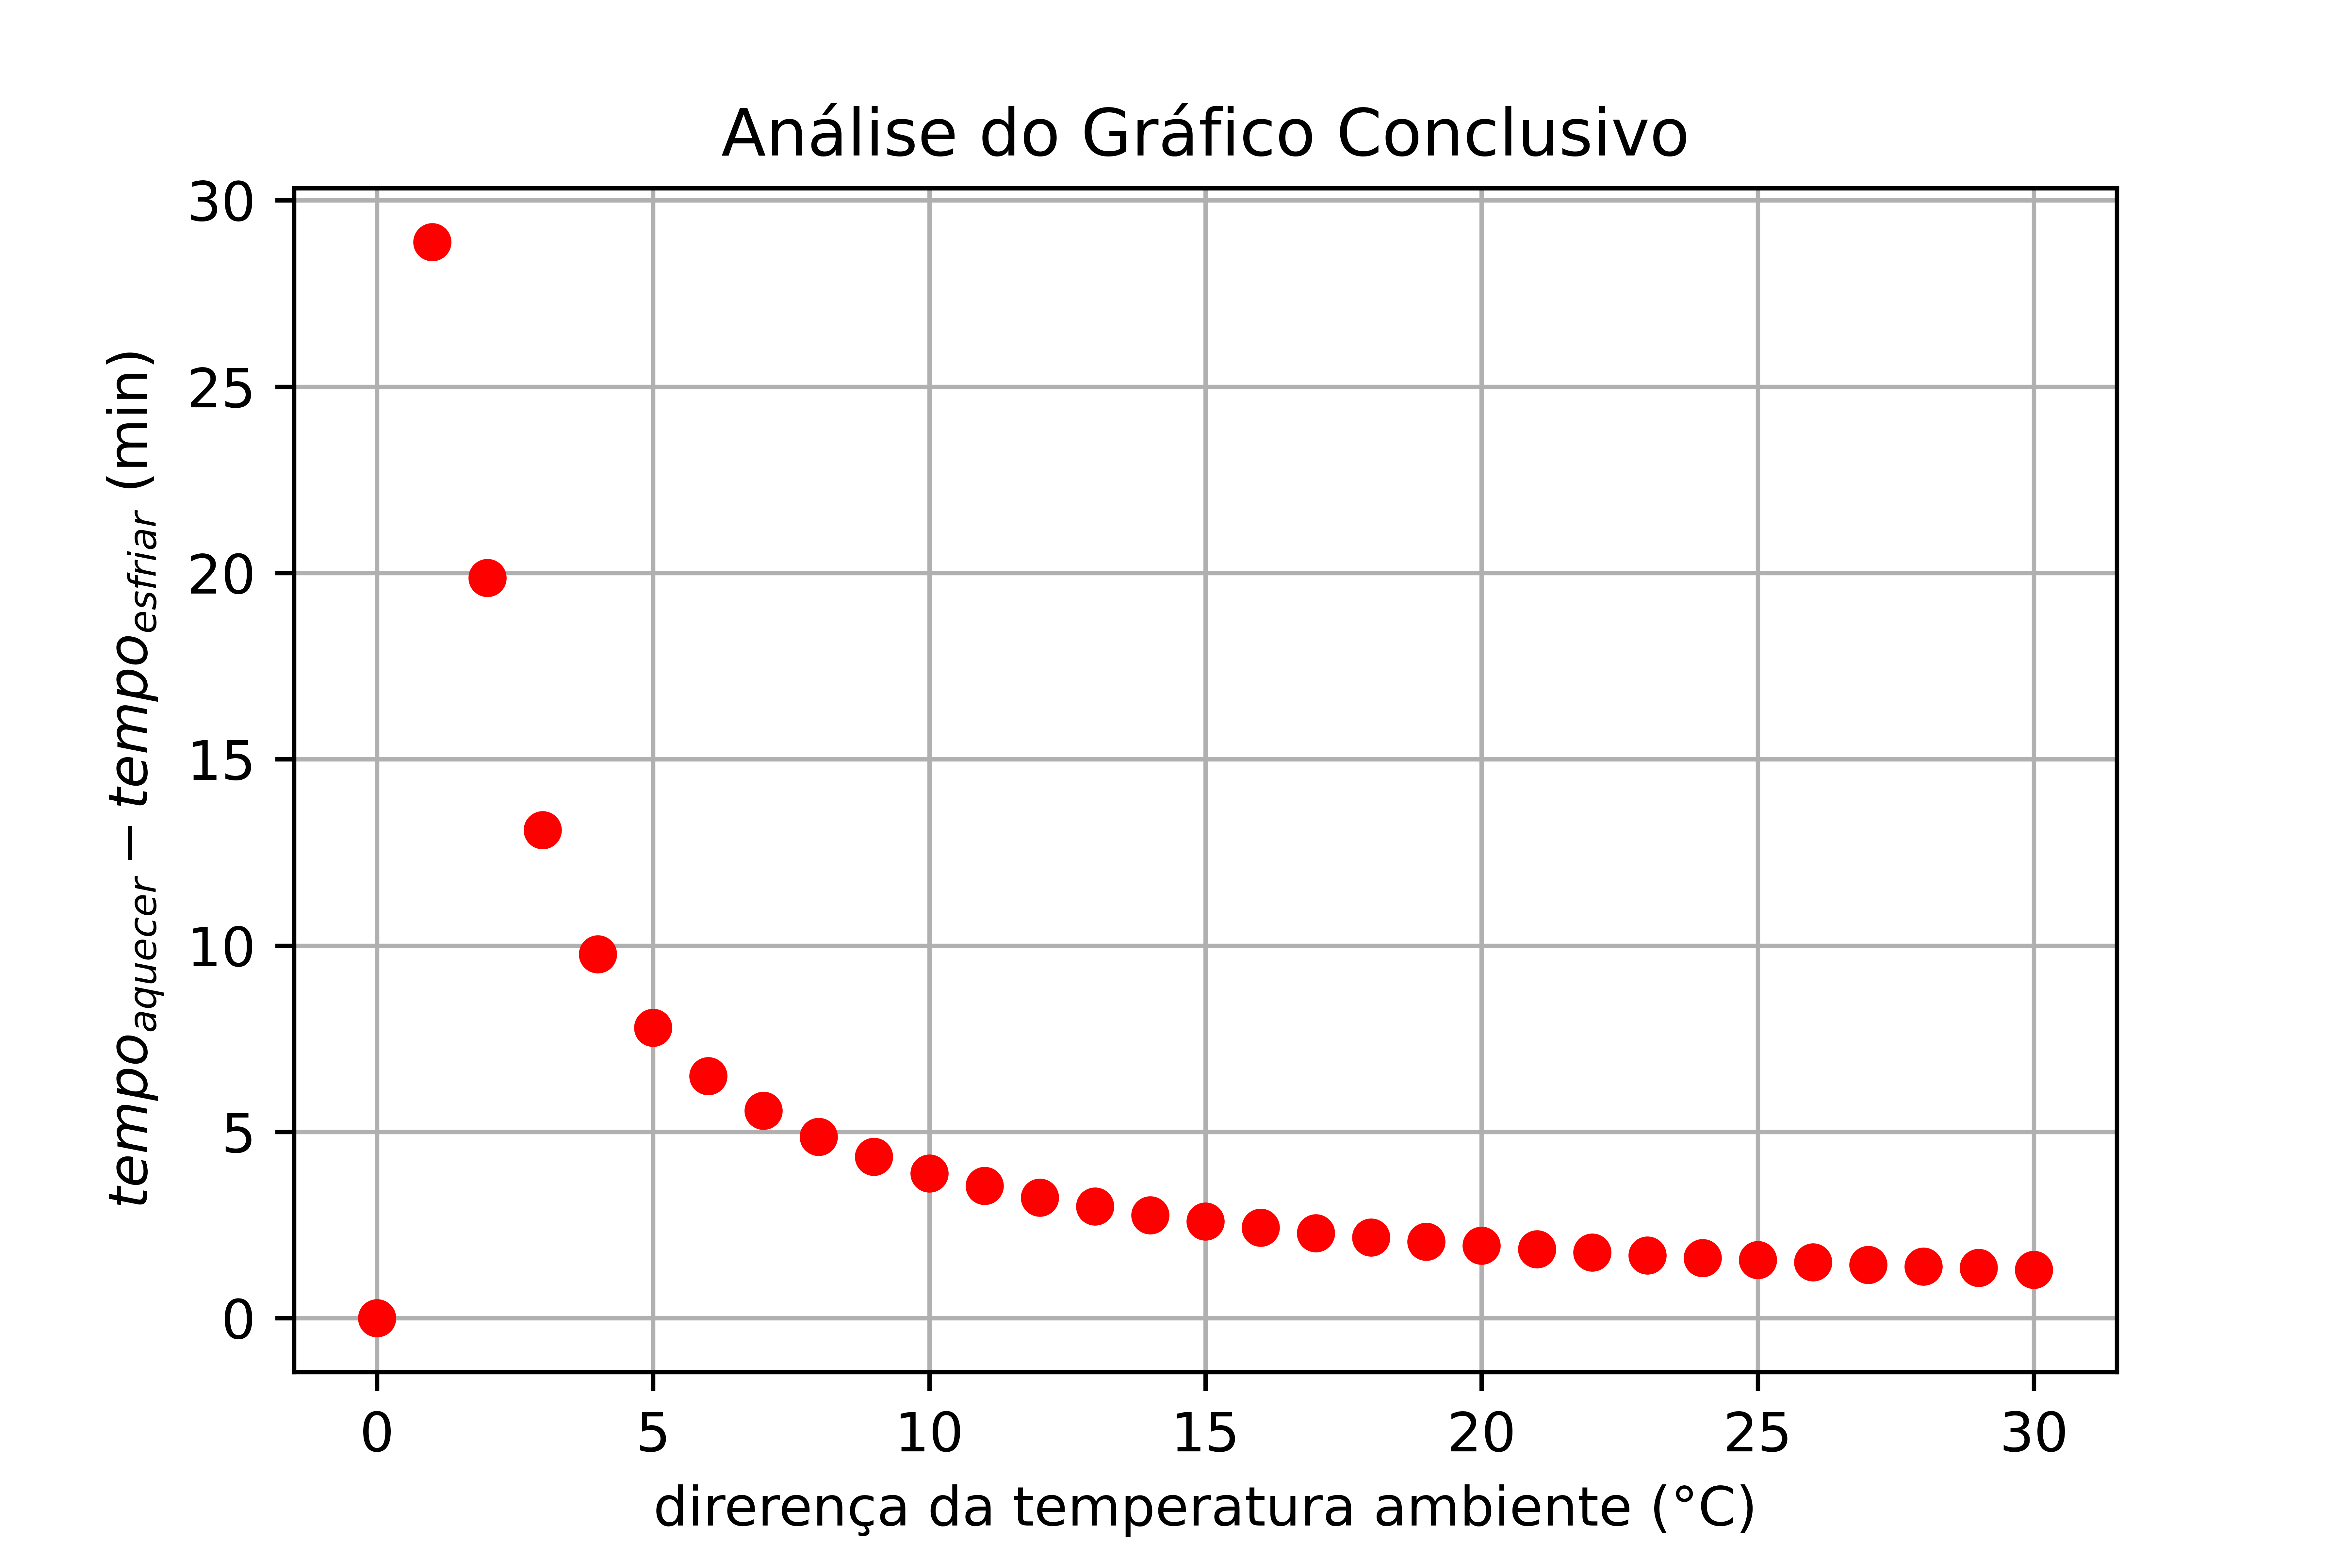 Análise do Gráfico Conclusivo
30
25
20
15
10
5
0
tempo_aquecer − tempo_esfriar (min)
0 5 10 15 20 25 30
direrença da temperatura ambiente (°C)